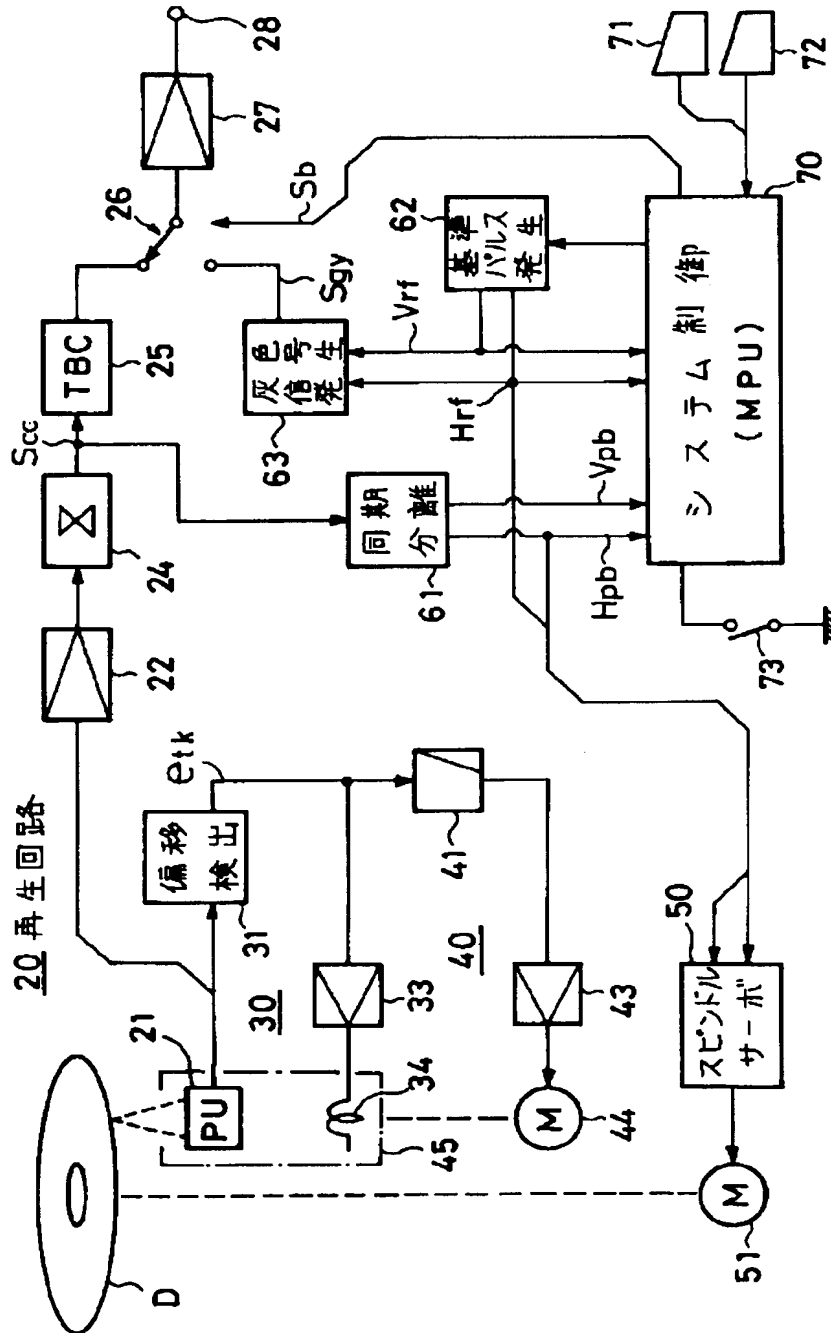 20 再生回路
D
21
PU
22
24
Scc
TBC
25
26
27
28
偏移
検出
31
etk
30
33
34
45
40
41
43
M
44
同期
分離
61
灰色
信号
発生
63
Sgy
Sb
62
基準
パルス
発生
Vrf
Hrf
Vpb
Hpb
システム制御
(MPU)
70
71
72
73
50
スピンドル
サーボ
M
51